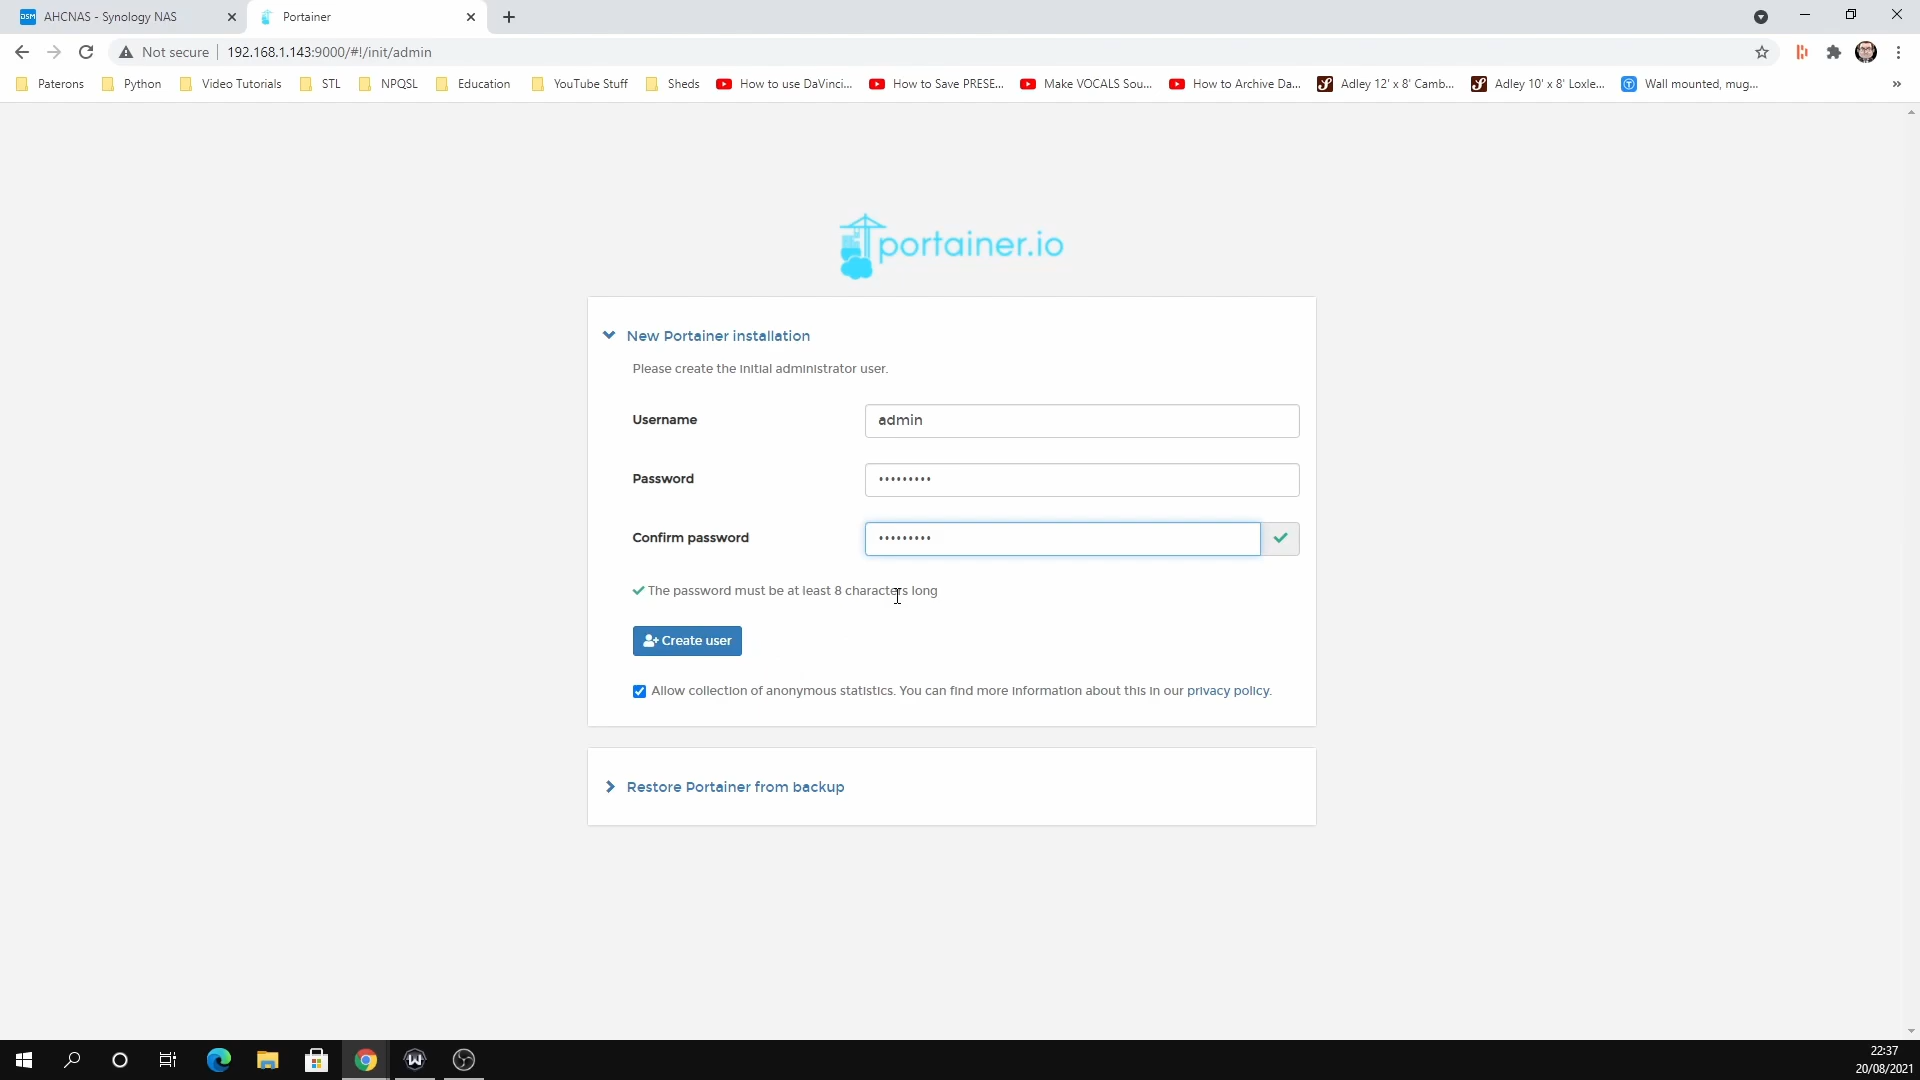 AHCNAS - Synology NAS
Portainer
Not secure
192.168.1.143:9000/#!/init/admin
Paterons
Python
Video Tutorials
STL
NPQSL
Education
YouTube Stuff
Sheds
How to use DaVinci...
How to Save PRESE...
Make VOCALS Sou...
How to Archive Da...
Adley 12' x 8' Camb...
Adley 10' x 8' Loxle...
Wall mounted, mug...
portainer.io
New Portainer installation
Please create the initial administrator user.
Username
admin
Password
•••••••••
Confirm password
•••••••••
The password must be at least 8 characters long
Create user
Allow collection of anonymous statistics. You can find more information about this in our privacy policy.
Restore Portainer from backup
22:37
20/08/2021